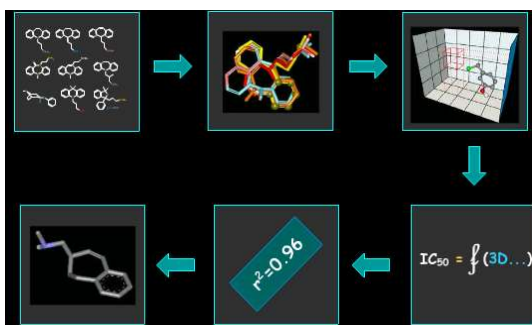 IC₅₀ = ƒ (3D...)
r²=0.96